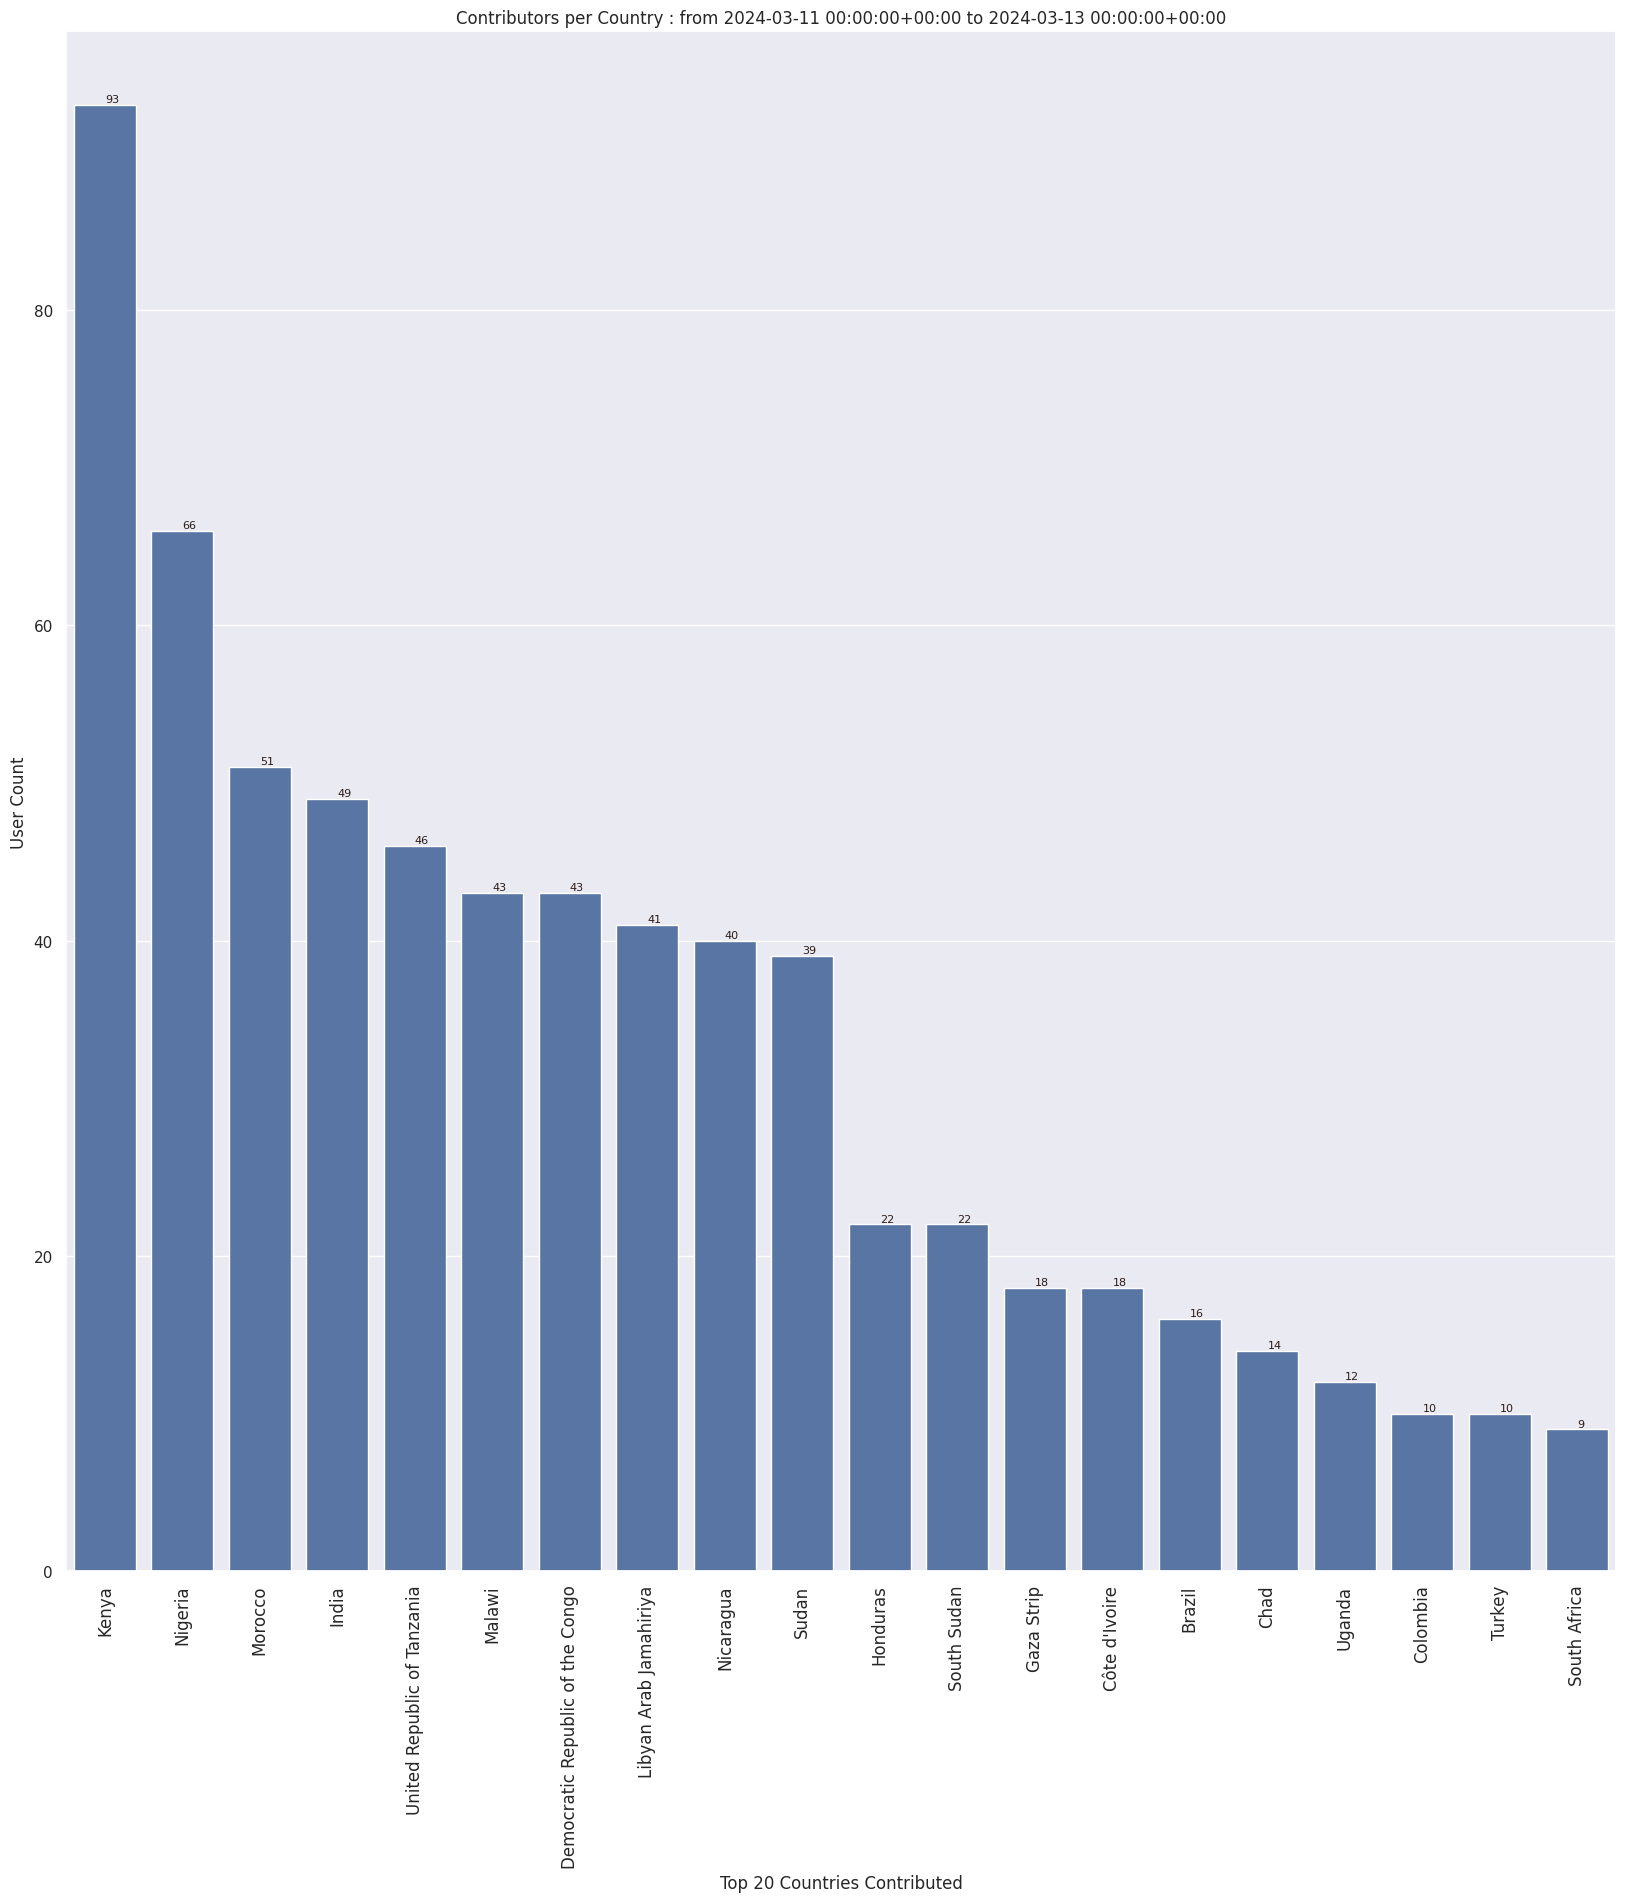 Contributors per Country : from 2024-03-11 00:00:00+00:00 to 2024-03-13 00:00:00+00:00
User Count
80
60
40
20
0
93
66
51
49
46
43
43
41
40
39
22
22
18
18
16
14
12
10
10
9
Kenya
Nigeria
Morocco
India
United Republic of Tanzania
Malawi
Democratic Republic of the Congo
Libyan Arab Jamahiriya
Nicaragua
Sudan
Honduras
South Sudan
Gaza Strip
Côte d'Ivoire
Brazil
Chad
Uganda
Colombia
Turkey
South Africa
Top 20 Countries Contributed